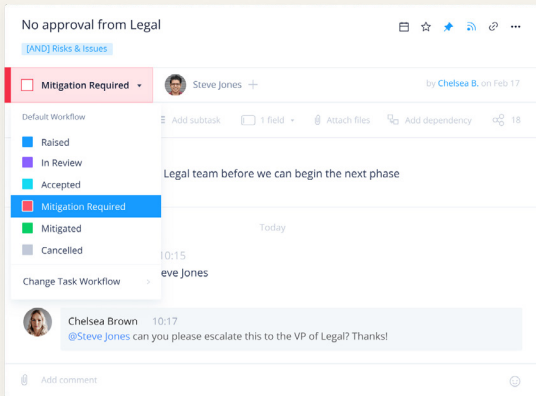 No approval from Legal
[AND] Risks & Issues
Mitigation Required
Steve Jones
by Chelsea B. on Feb 17
Default Workflow
Add subtask
1 field
Attach files
Add dependency
18
Raised
In Review
Legal team before we can begin the next phase
Accepted
Mitigation Required
Mitigated
Today
Cancelled
10:15
eve Jones
Change Task Workflow
Chelsea Brown 10:17
@Steve Jones can you please escalate this to the VP of Legal? Thanks!
Add comment